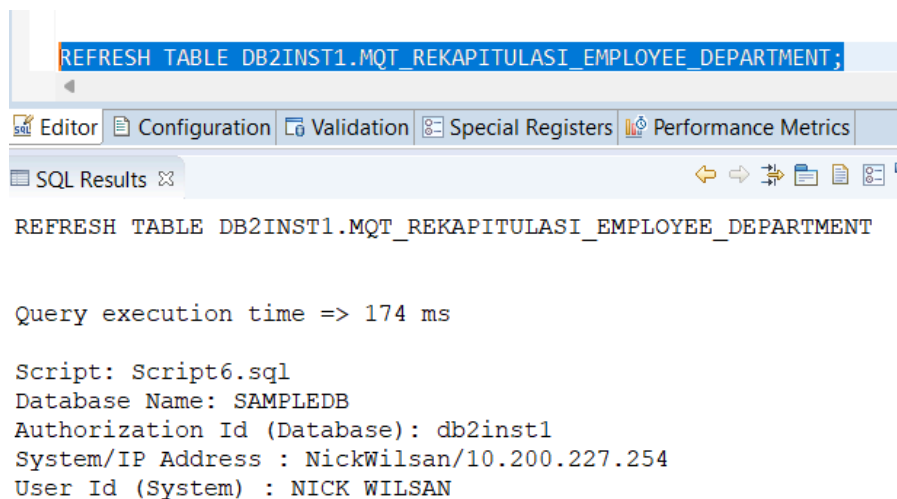 REFRESH TABLE DB2INST1.MQT_REKAPITULASI_EMPLOYEE_DEPARTMENT;
Editor Configuration Validation Special Registers Performance Metrics
SQL Results
REFRESH TABLE DB2INST1.MQT_REKAPITULASI_EMPLOYEE_DEPARTMENT
Query execution time => 174 ms
Script: Script6.sql
Database Name: SAMPLEDB
Authorization Id (Database): db2inst1
System/IP Address : NickWilsan/10.200.227.254
User Id (System) : NICK WILSAN